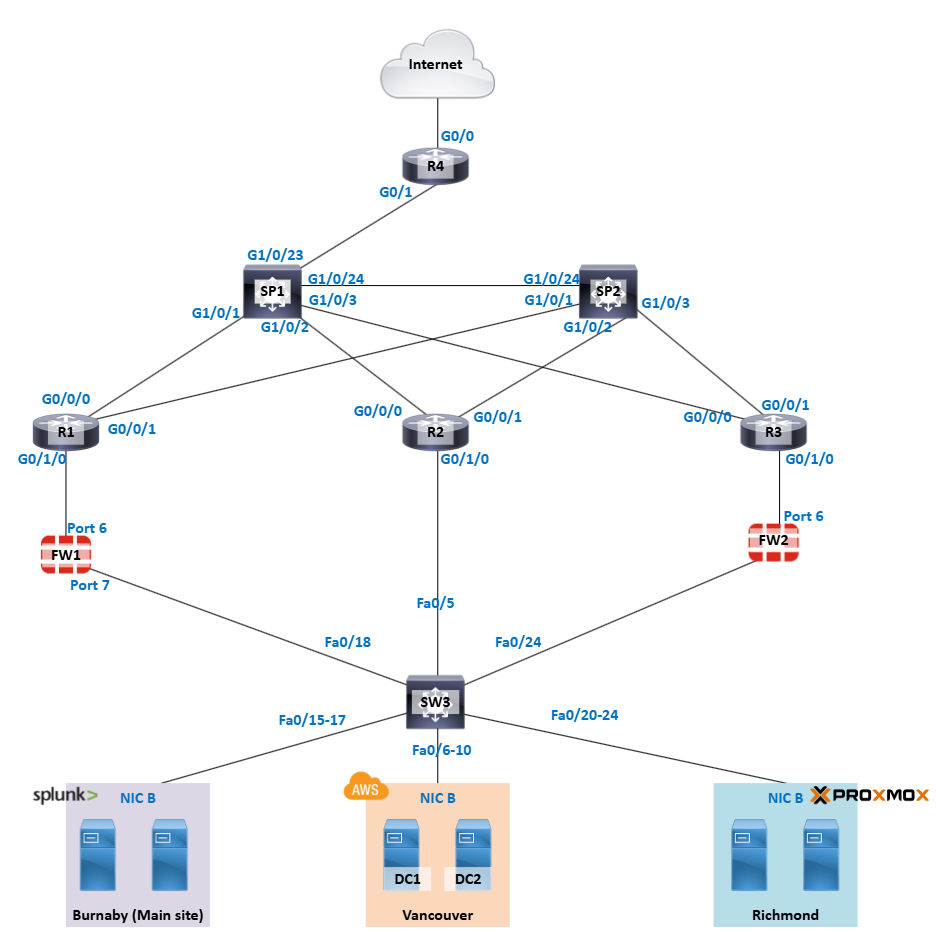 Internet
G0/0
R4
G0/1
G1/0/23
G1/0/24
G1/0/24
SP1
SP2
G1/0/3
G1/0/1
G1/0/3
G1/0/1
G1/0/2
G1/0/2
G0/0/0
G0/0/0
G0/0/1
G0/0/0
G0/0/1
R1
G0/0/1
R2
R3
G0/1/0
G0/1/0
G0/1/0
Port 6
Port 6
FW1
FW2
Port 7
Fa0/5
Fa0/18
Fa0/24
SW3
Fa0/15-17
Fa0/6-10
Fa0/20-24
splunk>
NIC B
AWS
NIC B
NIC B
PROXMOX
DC1
DC2
Burnaby (Main site)
Vancouver
Richmond